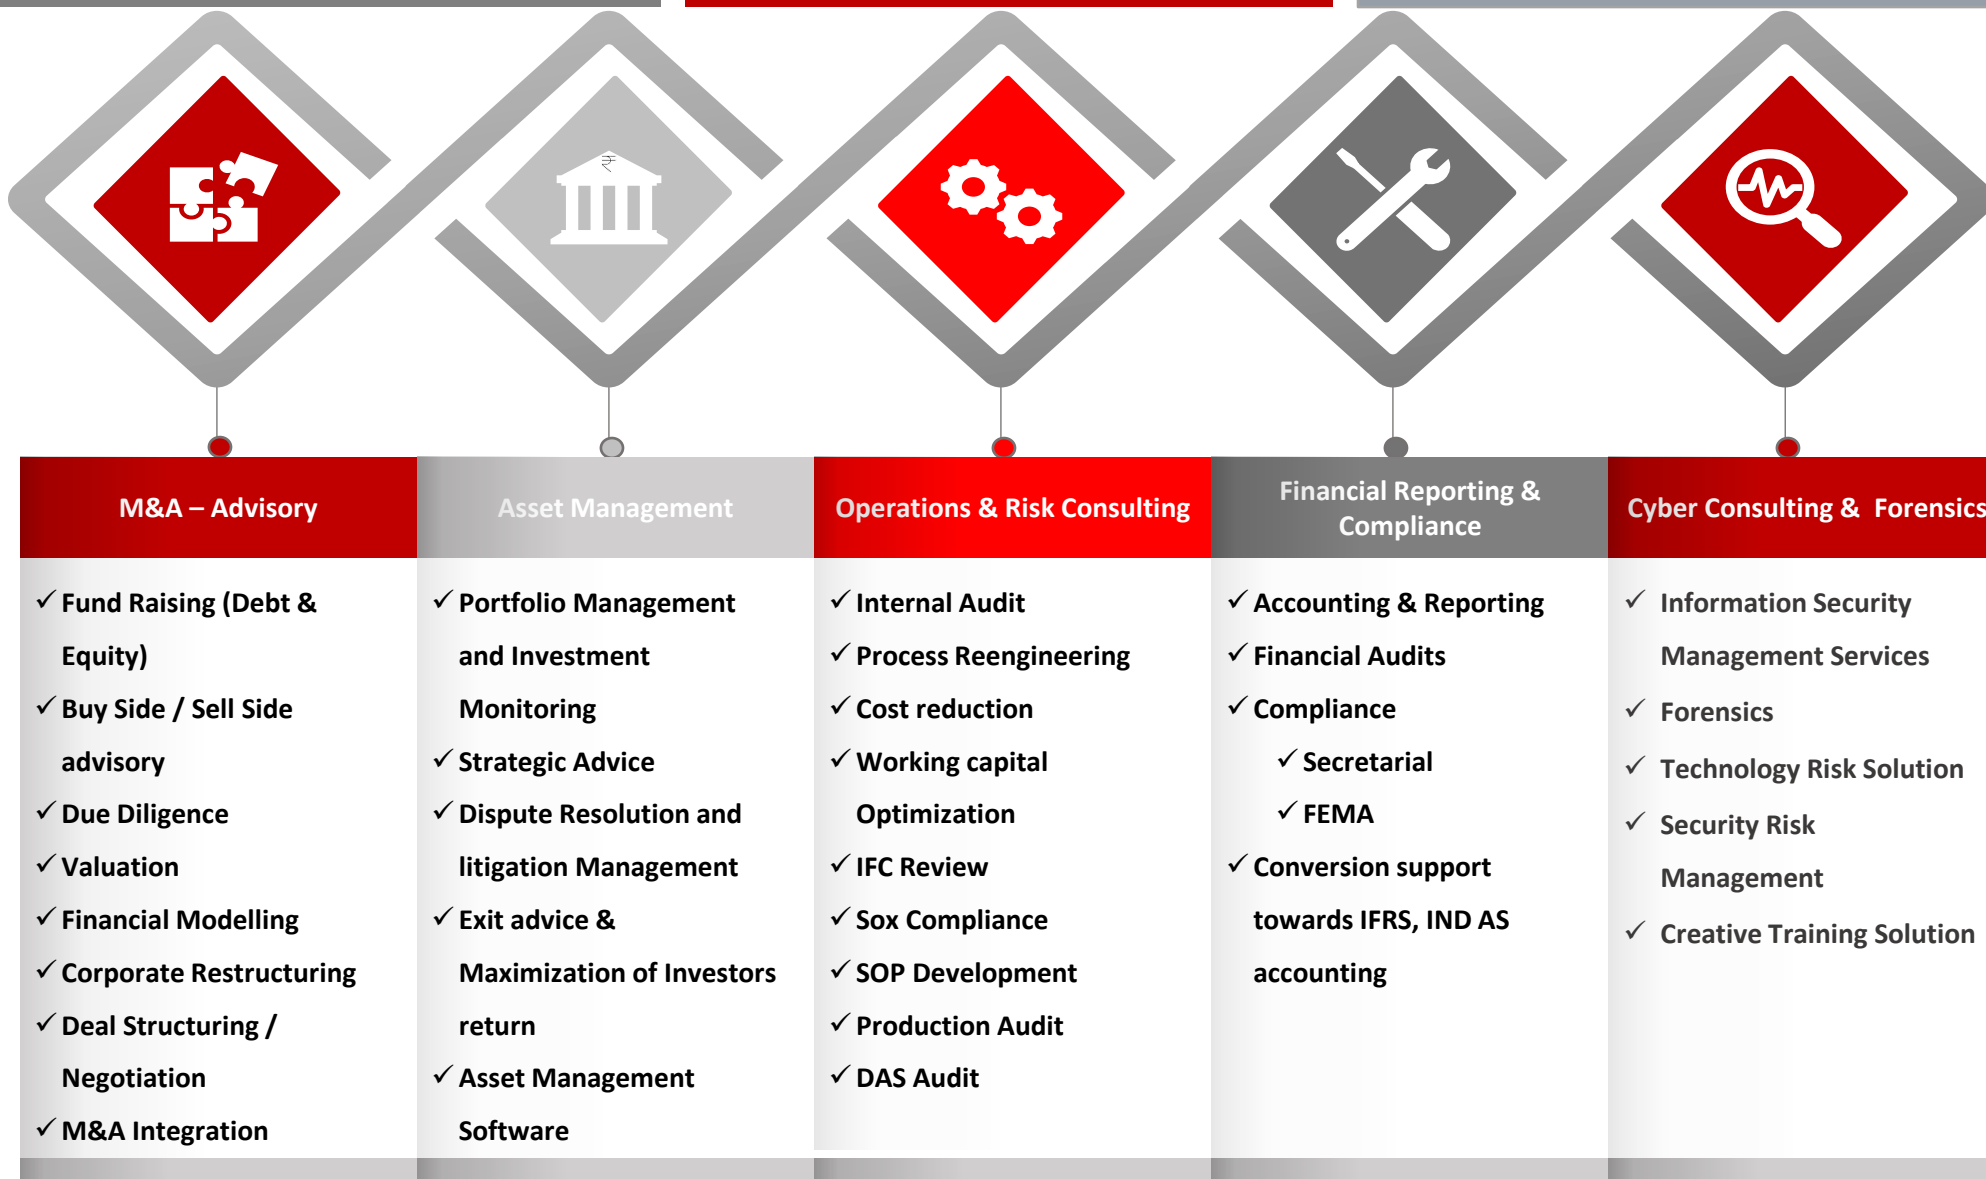 ₹
M&A – Advisory
✓ Fund Raising (Debt &
Equity)
✓ Buy Side / Sell Side
advisory
✓ Due Diligence
✓ Valuation
✓ Financial Modelling
✓ Corporate Restructuring
✓ Deal Structuring /
Negotiation
✓ M&A Integration
Asset Management
✓ Portfolio Management
and Investment
Monitoring
✓ Strategic Advice
✓ Dispute Resolution and
litigation Management
✓ Exit advice &
Maximization of Investors
return
✓ Asset Management
Software
Operations & Risk Consulting
✓ Internal Audit
✓ Process Reengineering
✓ Cost reduction
✓ Working capital
Optimization
✓ IFC Review
✓ Sox Compliance
✓ SOP Development
✓ Production Audit
✓ DAS Audit
Financial Reporting &
Compliance
✓ Accounting & Reporting
✓ Financial Audits
✓ Compliance
✓ Secretarial
✓ FEMA
✓ Conversion support
towards IFRS, IND AS
accounting
Cyber Consulting & Forensics
✓ Information Security
Management Services
✓ Forensics
✓ Technology Risk Solution
✓ Security Risk
Management
✓ Creative Training Solution